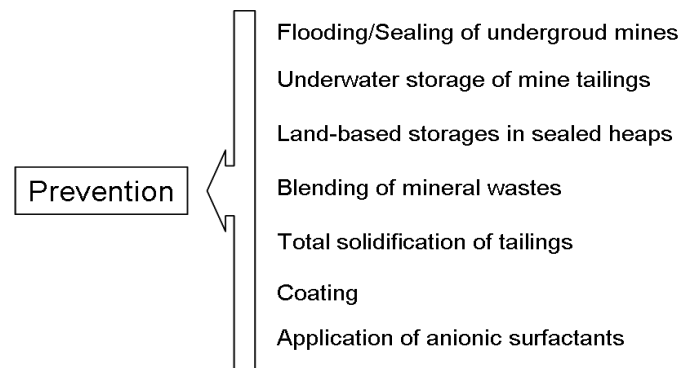 Flooding/Sealing of undergroud mines
Underwater storage of mine tailings
Land-based storages in sealed heaps
Prevention
Blending of mineral wastes
Total solidification of tailings
Coating
Application of anionic surfactants